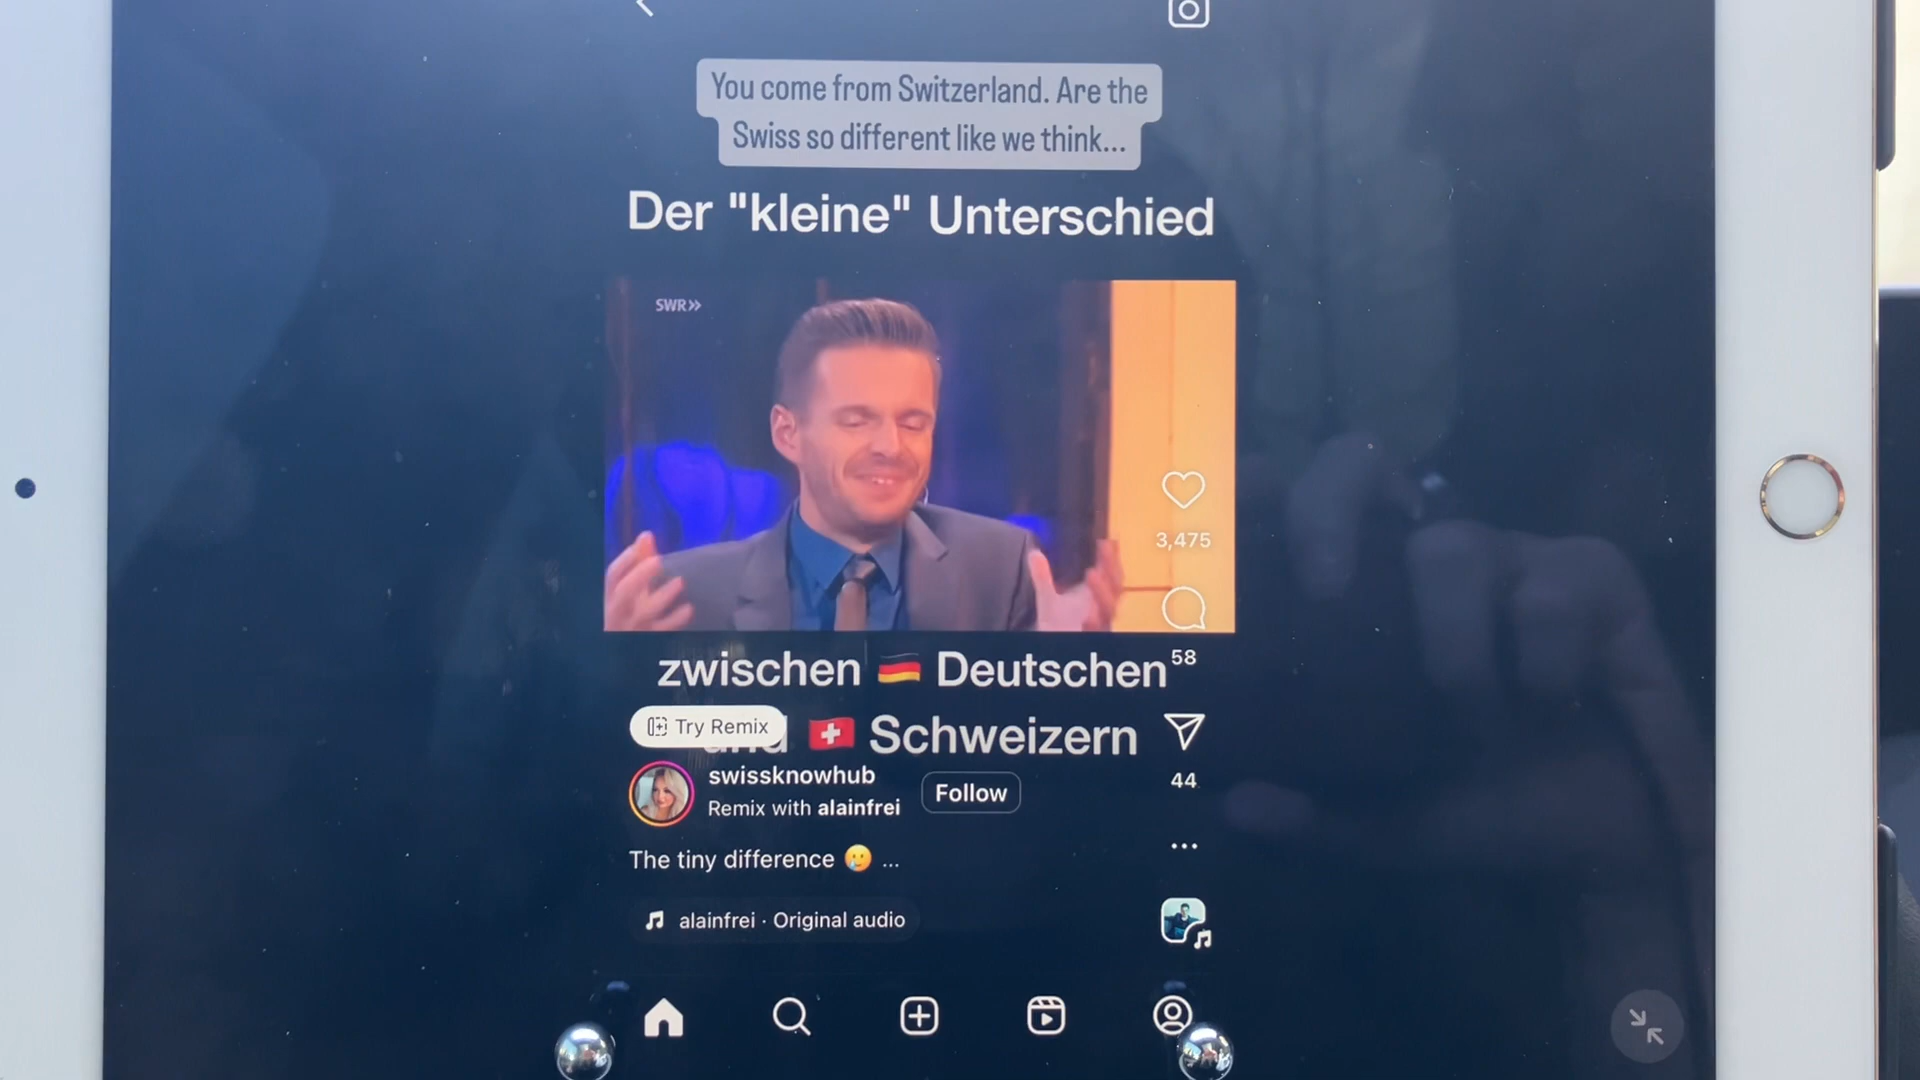 You come from Switzerland. Are the
Swiss so different like we think...
Der "kleine" Unterschied
SWR»
3,475
zwischen 🇩🇪 Deutschen
58
Try Remix
und 🇨🇭 Schweizern
swissknowhub
Remix with alainfrei
Follow
44
The tiny difference 🥲 ...
alainfrei · Original audio